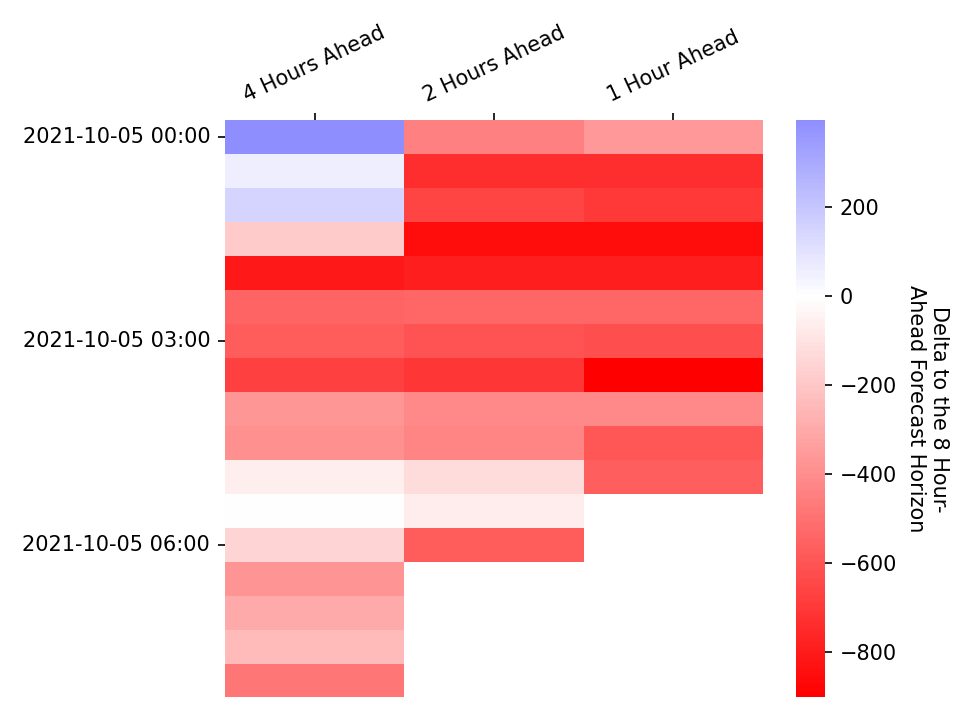 4 Hours Ahead
2 Hours Ahead
1 Hour Ahead
2021-10-05 00:00
2021-10-05 03:00
2021-10-05 06:00
200
0
−200
−400
−600
−800
Delta to the 8 Hour-
Ahead Forecast Horizon